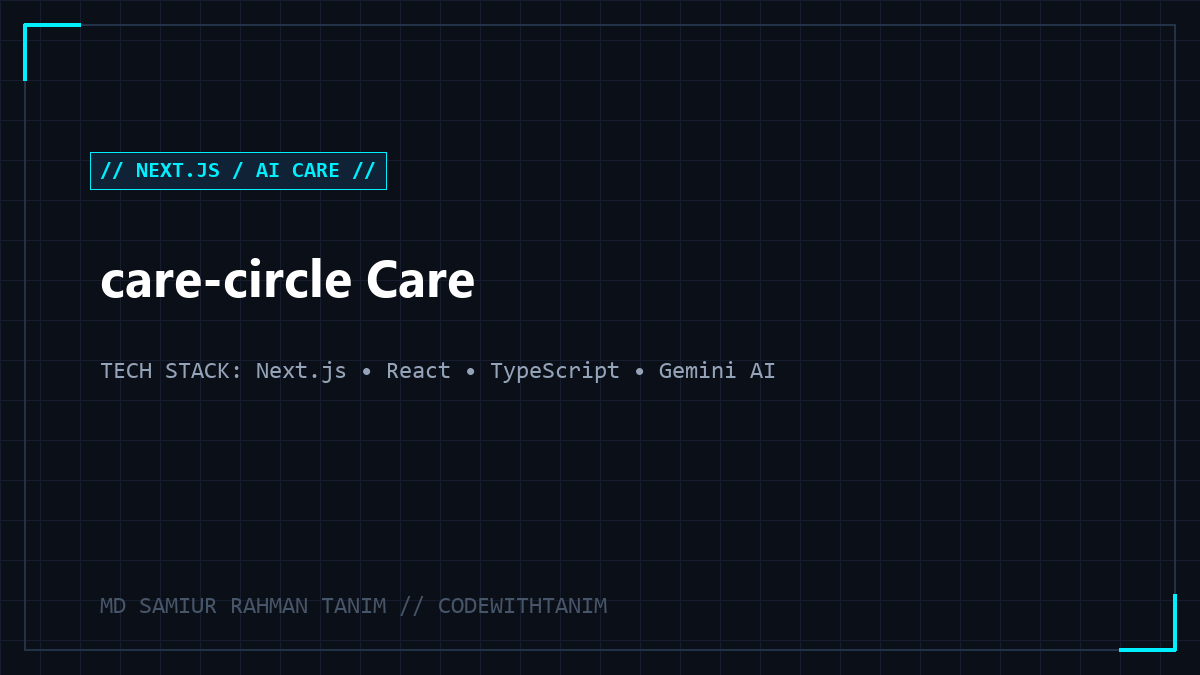 // NEXT.JS / AI CARE //
care-circle Care
TECH STACK: Next.js • React • TypeScript • Gemini AI
MD SAMIUR RAHMAN TANIM // CODEWITHTANIM